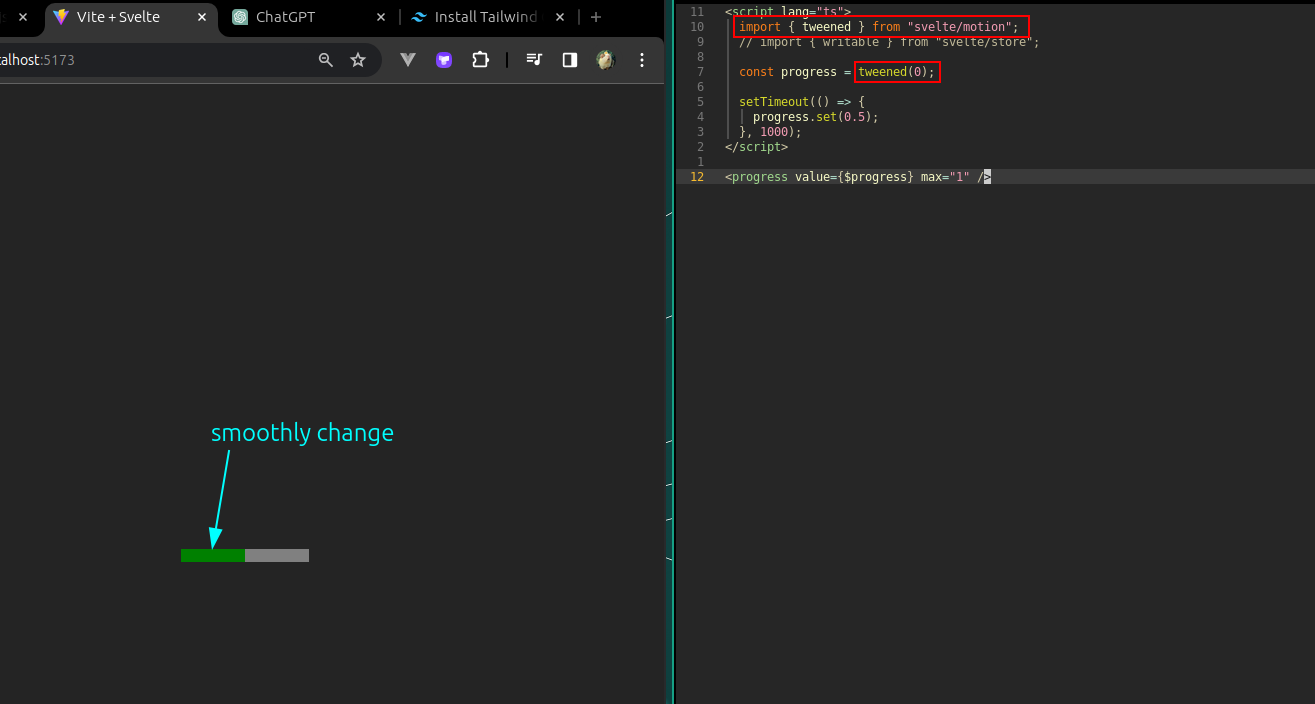 Vite + Svelte
ChatGPT
Install Tailwind
alhost:5173
smoothly change
11 <script lang="ts">
10 import { tweened } from "svelte/motion";
9 // import { writable } from "svelte/store";
8
7 const progress = tweened(0);
6
5 setTimeout(() => {
4 progress.set(0.5);
3 }, 1000);
2 </script>
1
12 <progress value={$progress} max="1" />